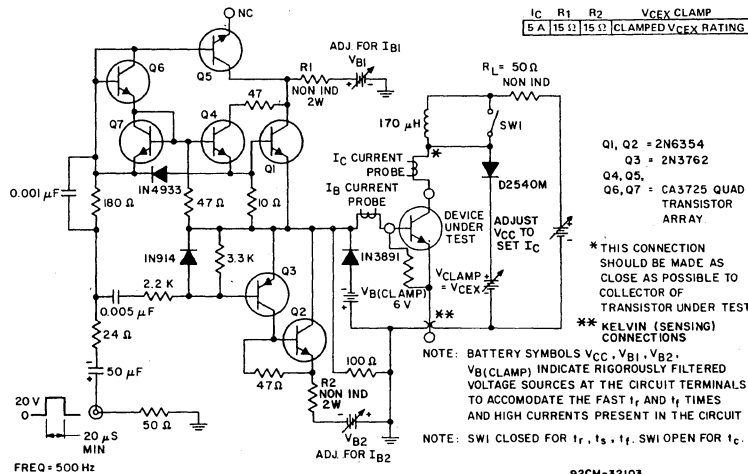 IC R1 R2 VCEX CLAMP
5 A 15 Ω 15 Ω CLAMPED VCEX RATING
NC
Q5
Q6
R1
NON IND
2W
ADJ. FOR IB1
VB1
- +
RL = 50Ω
NON IND
47
Q7
Q4
Q1
170 µH
SW1
*
IC CURRENT
PROBE
D2540M
Q1, Q2 = 2N6354
Q3 = 2N3762
Q4, Q5,
Q6, Q7 = CA3725 QUAD
TRANSISTOR
ARRAY.
IN4933
0.001 µF
180 Ω
47 Ω
10 Ω
IB CURRENT
PROBE
DEVICE
UNDER
TEST
ADJUST
VCC TO
SET IC
+
-
IN914
3.3 K
Q3
IN3891
VCLAMP
= VCEX
+
-
* THIS CONNECTION
SHOULD BE MADE AS
CLOSE AS POSSIBLE TO
COLLECTOR OF
TRANSISTOR UNDER TEST
2.2 K
0.005 µF
VB(CLAMP)
6 V
+
-
**
** KELVIN (SENSING)
CONNECTIONS
Q2
24 Ω
47Ω
100 Ω
R2
NON IND
2W
-
+
50 µF
NOTE: BATTERY SYMBOLS VCC, VB1, VB2,
VB(CLAMP) INDICATE RIGOROUSLY FILTERED
VOLTAGE SOURCES AT THE CIRCUIT TERMINALS
TO ACCOMODATE THE FAST tr AND tf TIMES
AND HIGH CURRENTS PRESENT IN THE CIRCUIT
20 V
0
20 µS
MIN
50 Ω
- +
VB2
ADJ. FOR IB2
NOTE: SW1 CLOSED FOR tr, ts, tf. SW1 OPEN FOR tc.
FREQ = 500 Hz
92CM-32103